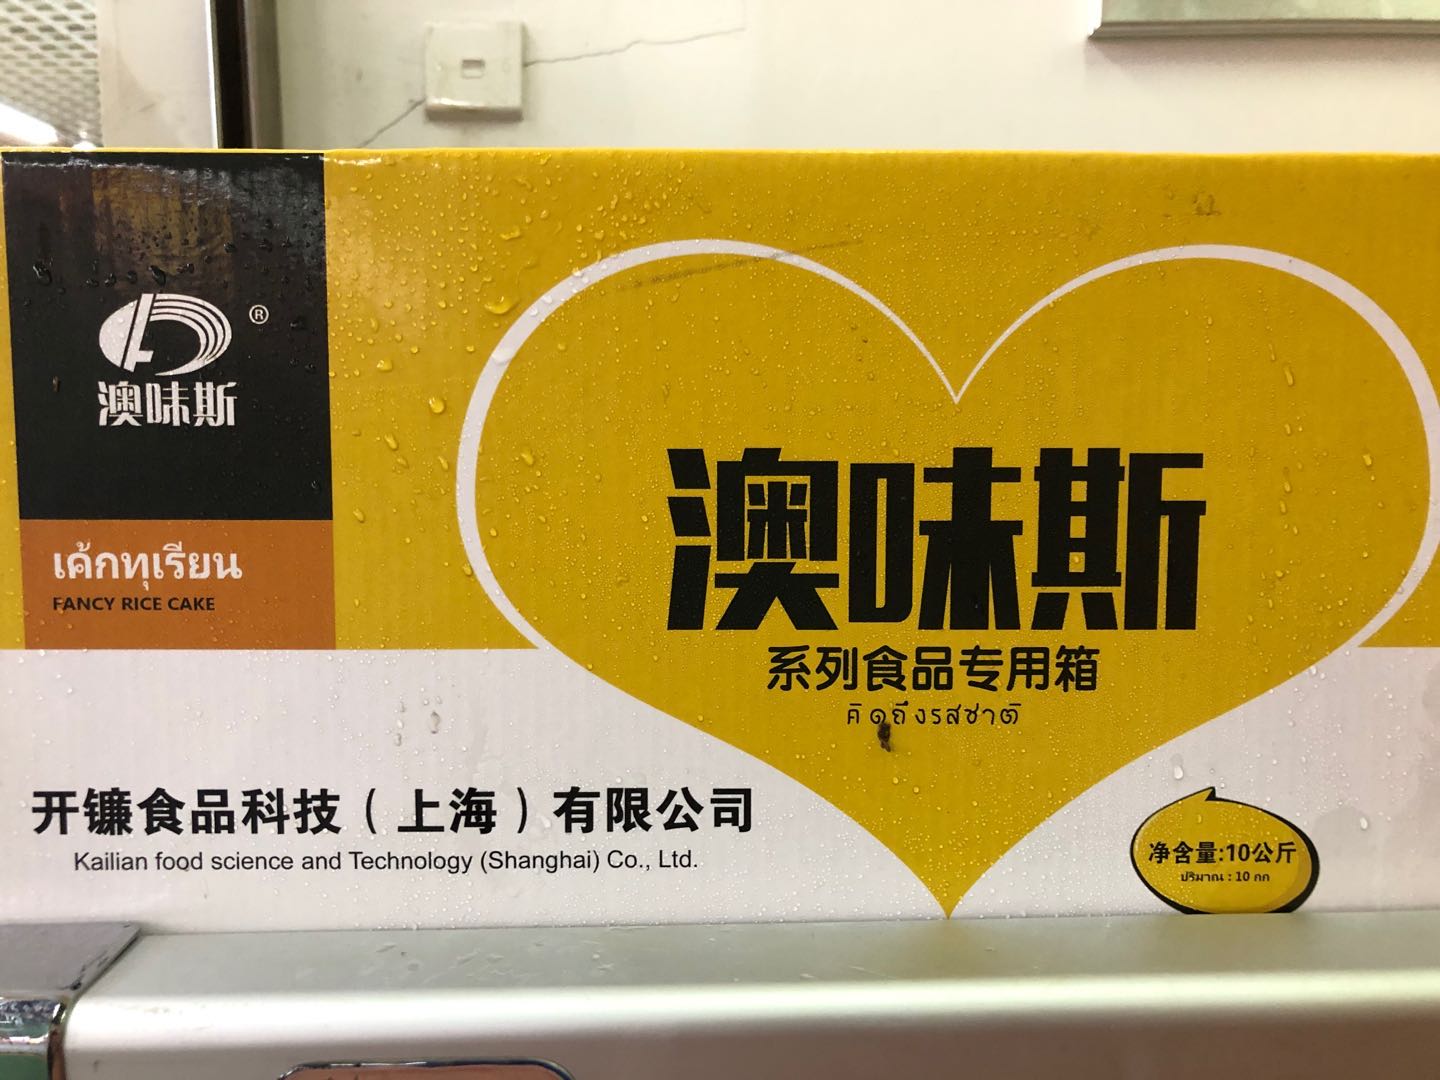 ®
澳味斯
เค้กทุเรียน
FANCY RICE CAKE
澳味斯
系列食品专用箱
คิดถึงรสชาติ
开镰食品科技（上海）有限公司
Kailian food science and Technology (Shanghai) Co., Ltd.
净含量:10公斤
ปริมาณ : 10 กก